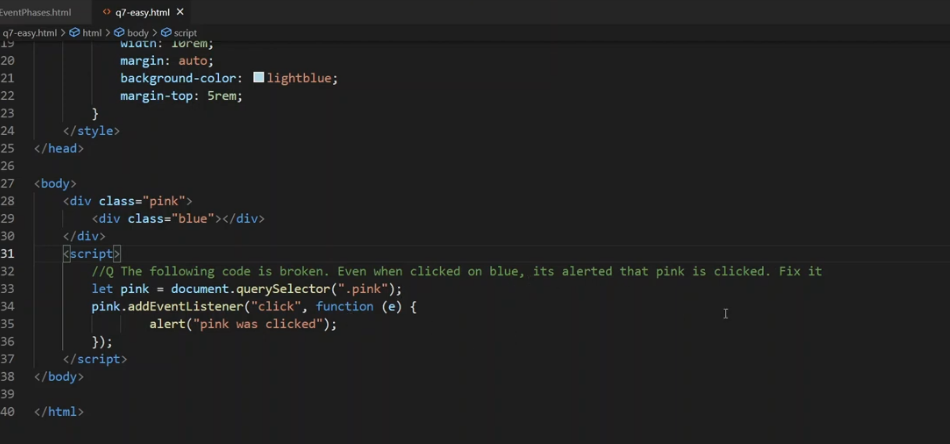 EventPhases.html <> q7-easy.html ×
q7-easy.html > html > body > script
19 width: 10rem;
20 margin: auto;
21 background-color: lightblue;
22 margin-top: 5rem;
23 }
24 </style>
25 </head>
26
27 <body>
28 <div class="pink">
29 <div class="blue"></div>
30 </div>
31 <script>
32 //Q The following code is broken. Even when clicked on blue, its alerted that pink is clicked. Fix it
33 let pink = document.querySelector(".pink");
34 pink.addEventListener("click", function (e) {
35 alert("pink was clicked");
36 });
37 </script>
38 </body>
39
40 </html>